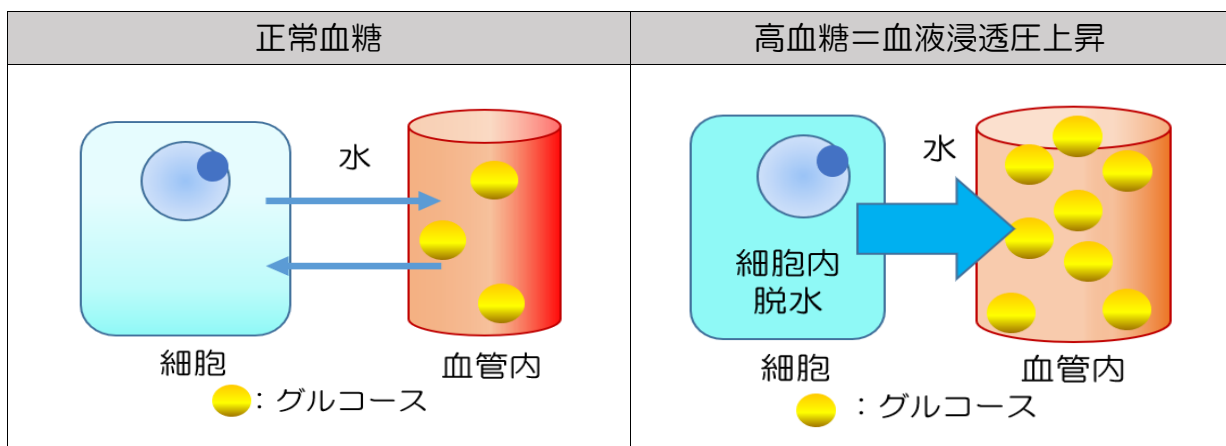 正常血糖
高血糖＝血液浸透圧上昇
水
細胞
血管内
：グルコース
水
細胞内
脱水
細胞
血管内
：グルコース